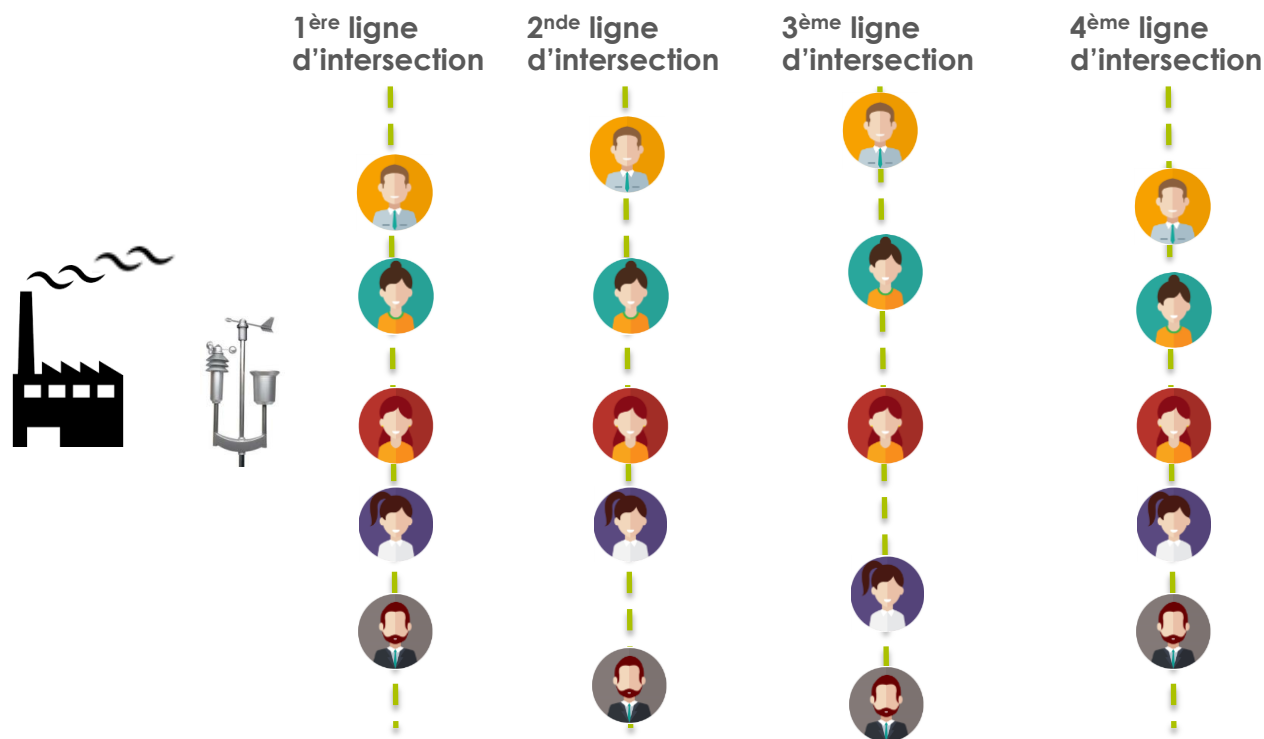 1ère ligne
d’intersection
2nde ligne
d’intersection
3ème ligne
d’intersection
4ème ligne
d’intersection